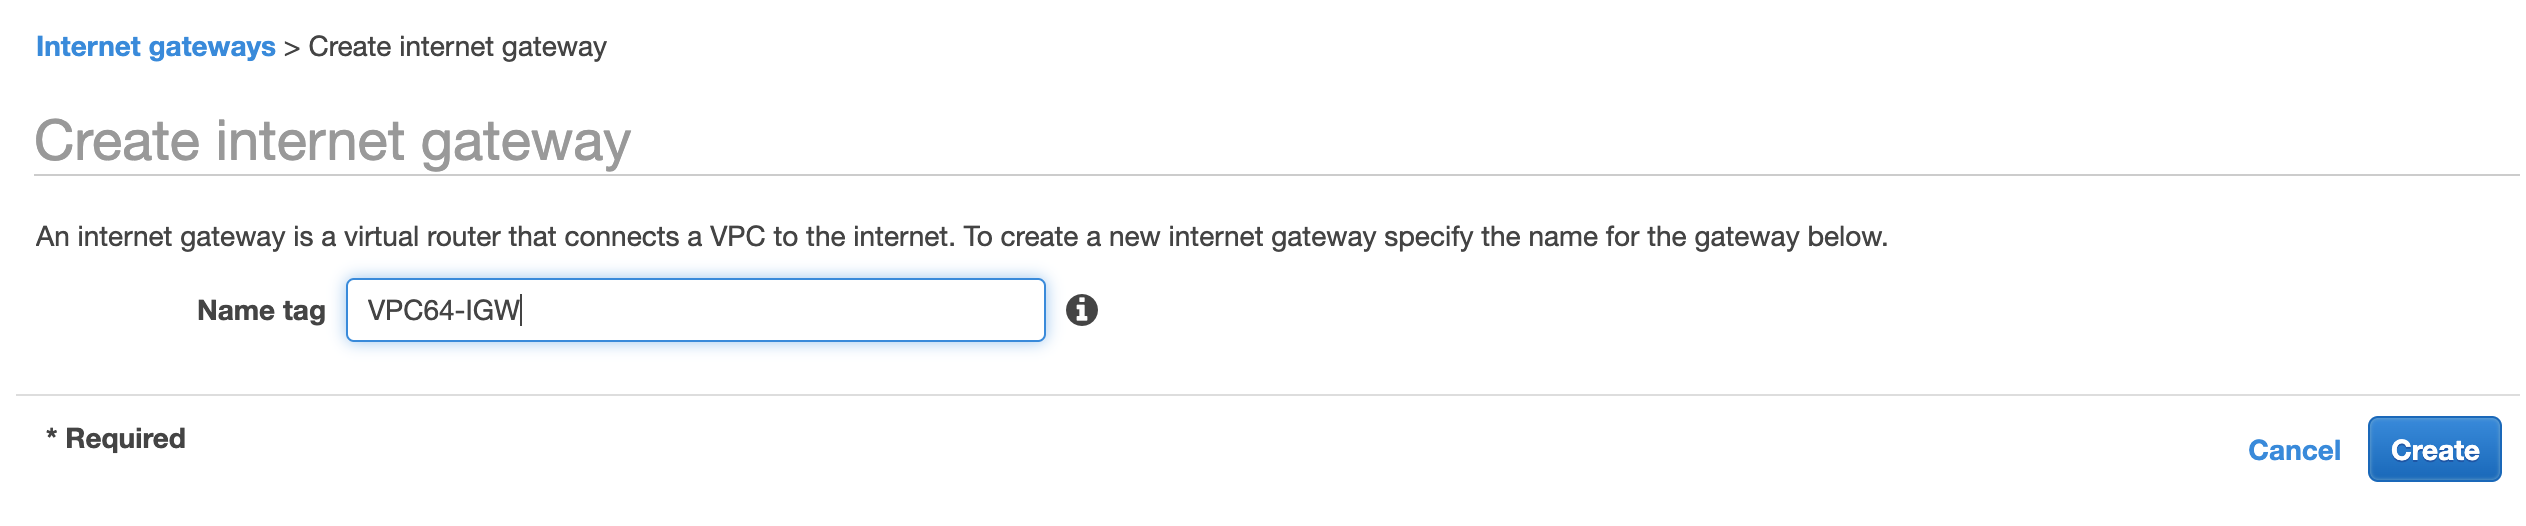 Internet gateways > Create internet gateway
Create internet gateway
An internet gateway is a virtual router that connects a VPC to the internet. To create a new internet gateway specify the name for the gateway below.
Name tag VPC64-IGW
* Required
Cancel Create